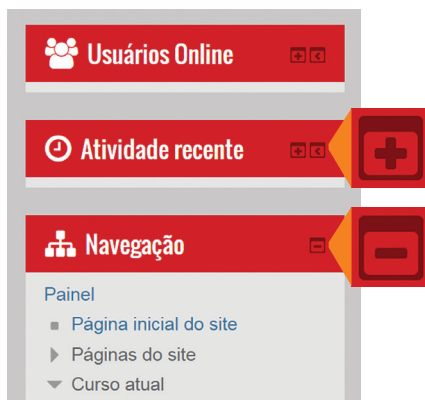 Usuários Online
Atividade recente
Navegação
Painel
Página inicial do site
Páginas do site
Curso atual